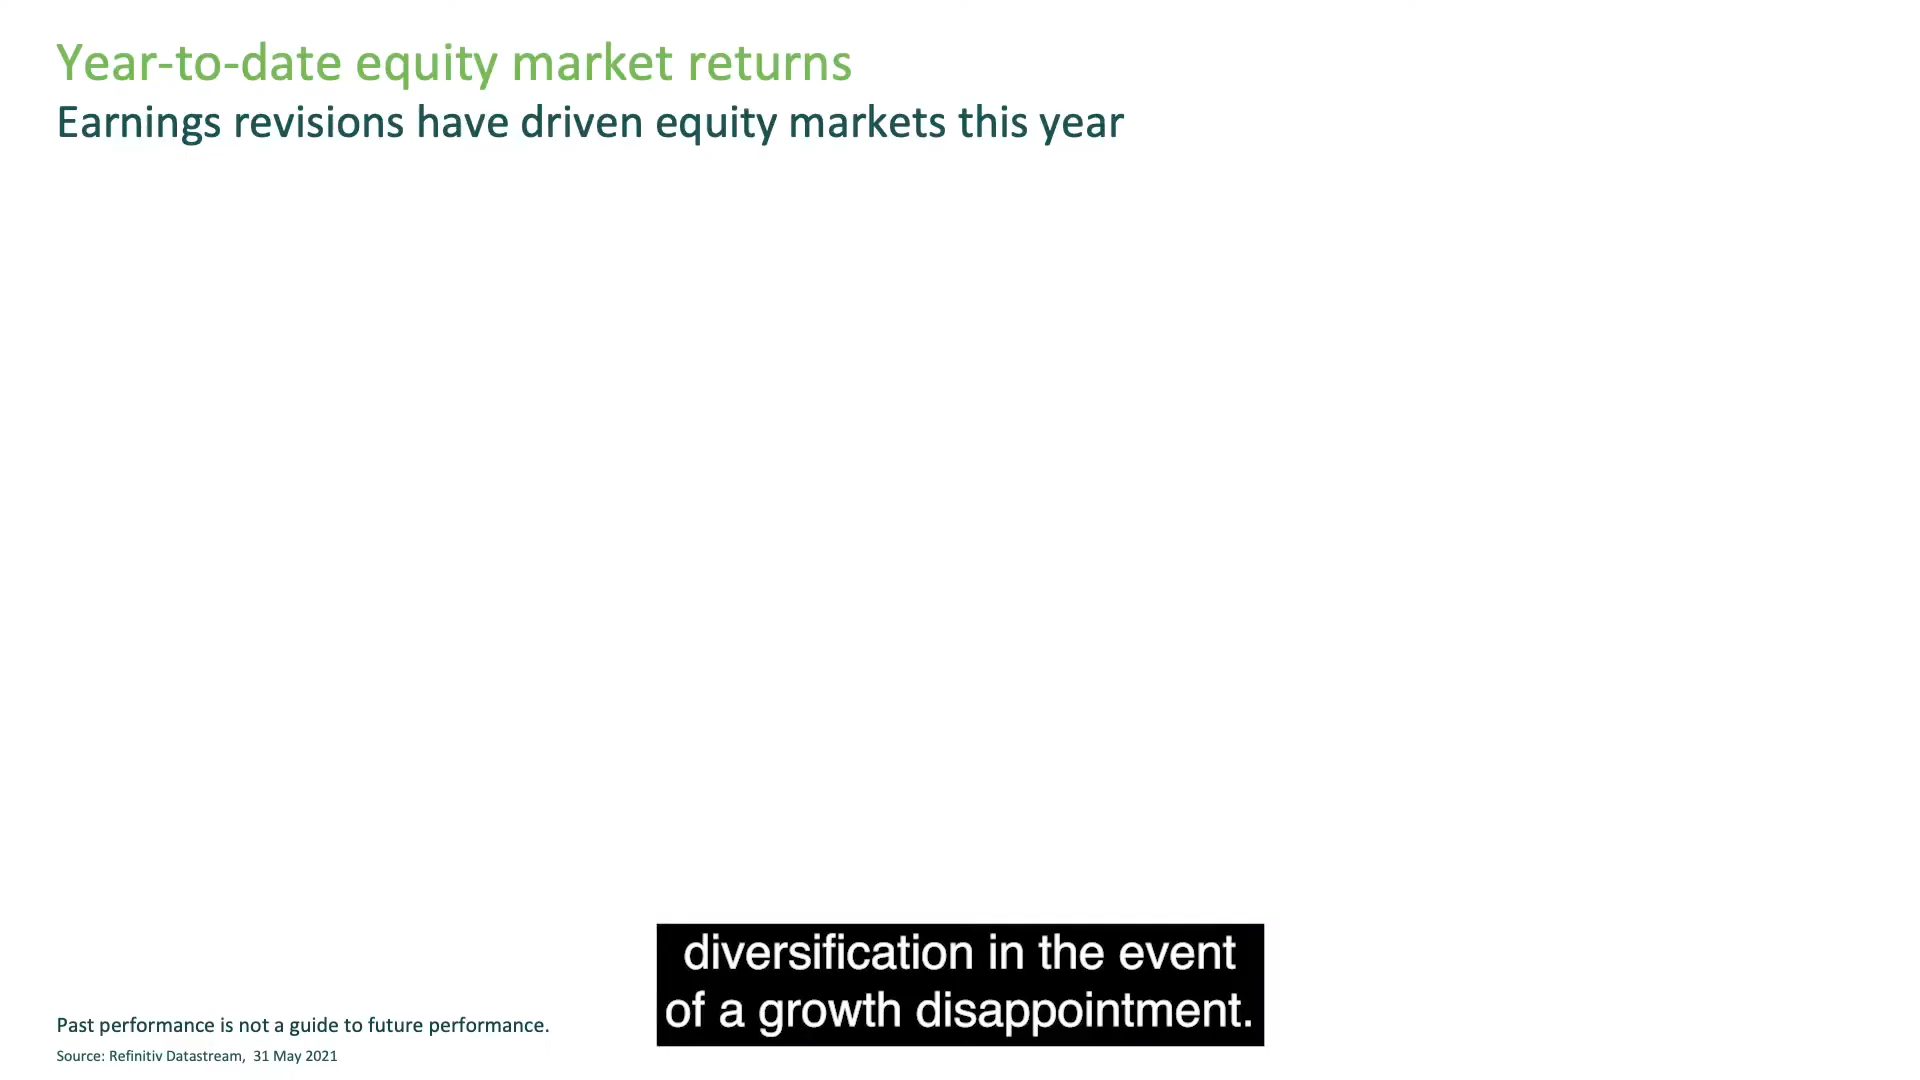 Year-to-date equity market returns
Earnings revisions have driven equity markets this year
diversification in the event
of a growth disappointment.
Past performance is not a guide to future performance.
Source: Refinitiv Datastream, 31 May 2021